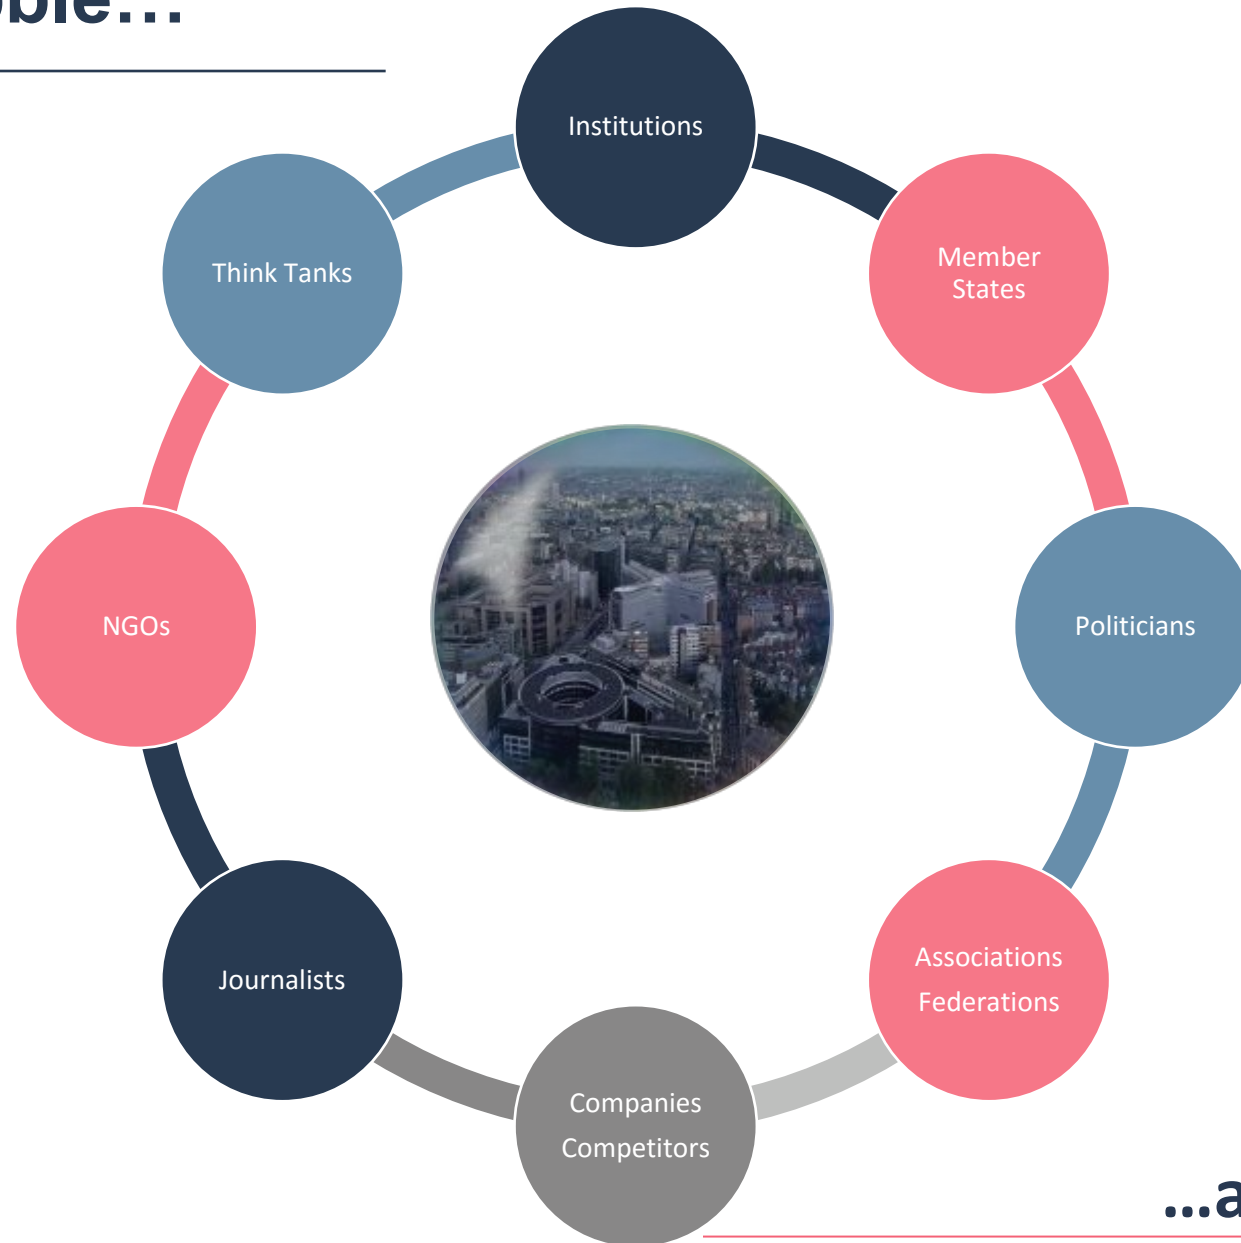 Institutions
Member
States
Think Tanks
NGOs
Politicians
Journalists
Associations
Federations
Companies
Competitors